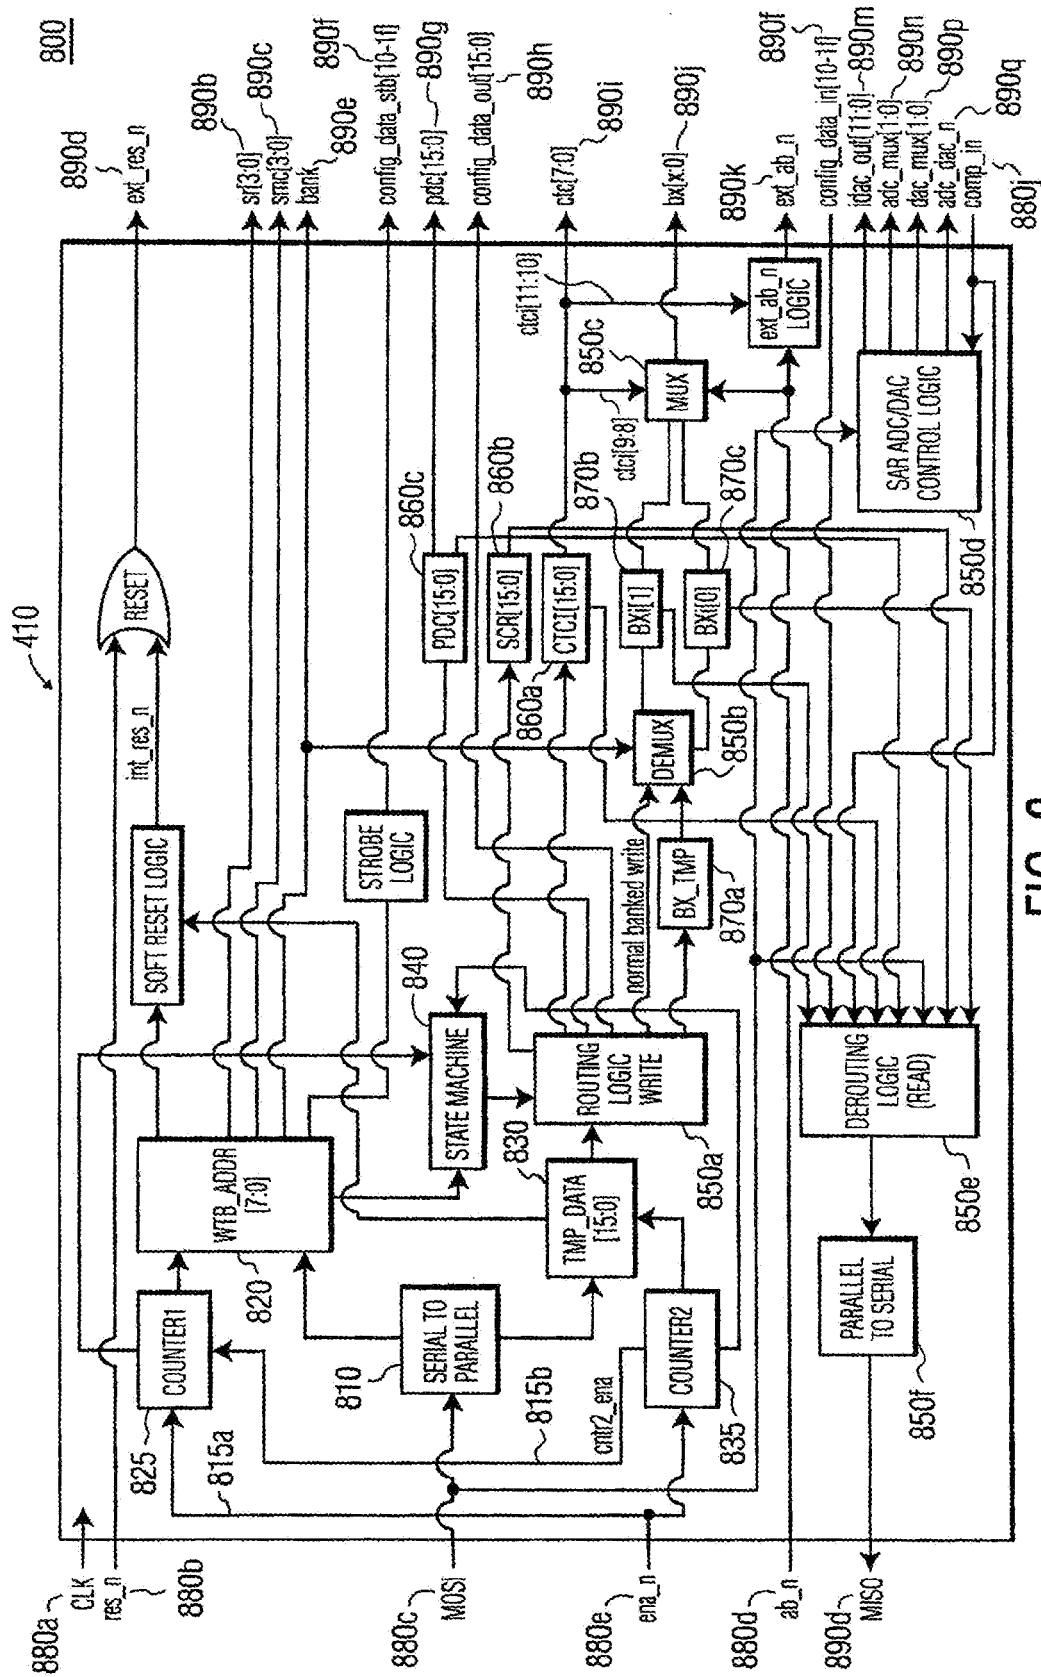 800
410
880a
CLK
res_n
880b
880c
MOSI
880e
ena_n
880d
ab_n
890d
MISO
825
815a
COUNTER1
820
WTB_ADDR
[7:0]
810
SERIAL TO
PARALLEL
815b
cntr2_ena
COUNTER2
835
830
TMP_DATA
[15:0]
840
STATE MACHINE
ROUTING
LOGIC
WRITE
850a
SOFT RESET LOGIC
int_res_n
RESET
STROBE
LOGIC
normal banked write
BX_TMP
870a
DEMUX
850b
860c
PDC[15:0]
860b
SCR[15:0]
860a
CTCI[15:0]
870b
BXi[1]
BXi[0]
870c
ctci[9:8]
850c
MUX
ctci[11:10]
ext_ab_n
LOGIC
SAR ADC/DAC
CONTROL LOGIC
850d
DEROUTING
LOGIC
(READ)
850e
PARALLEL
TO SERIAL
850f
890d
ext_res_n
890b
sr[3:0]
890c
smc[3:0]
bank
890e
890f
config_data_stb[10-1f]
pdc[15:0]
890g
config_data_out[15:0]
890h
ctc[7:0]
890i
bx[x:0]
890j
890k
ext_ab_n
890f
config_data_in[10-1f]
idac_out[11:0]
890m
adc_mux[1:0]
890n
dac_mux[1:0]
890p
adc_dac_n
890q
comp_in
880j